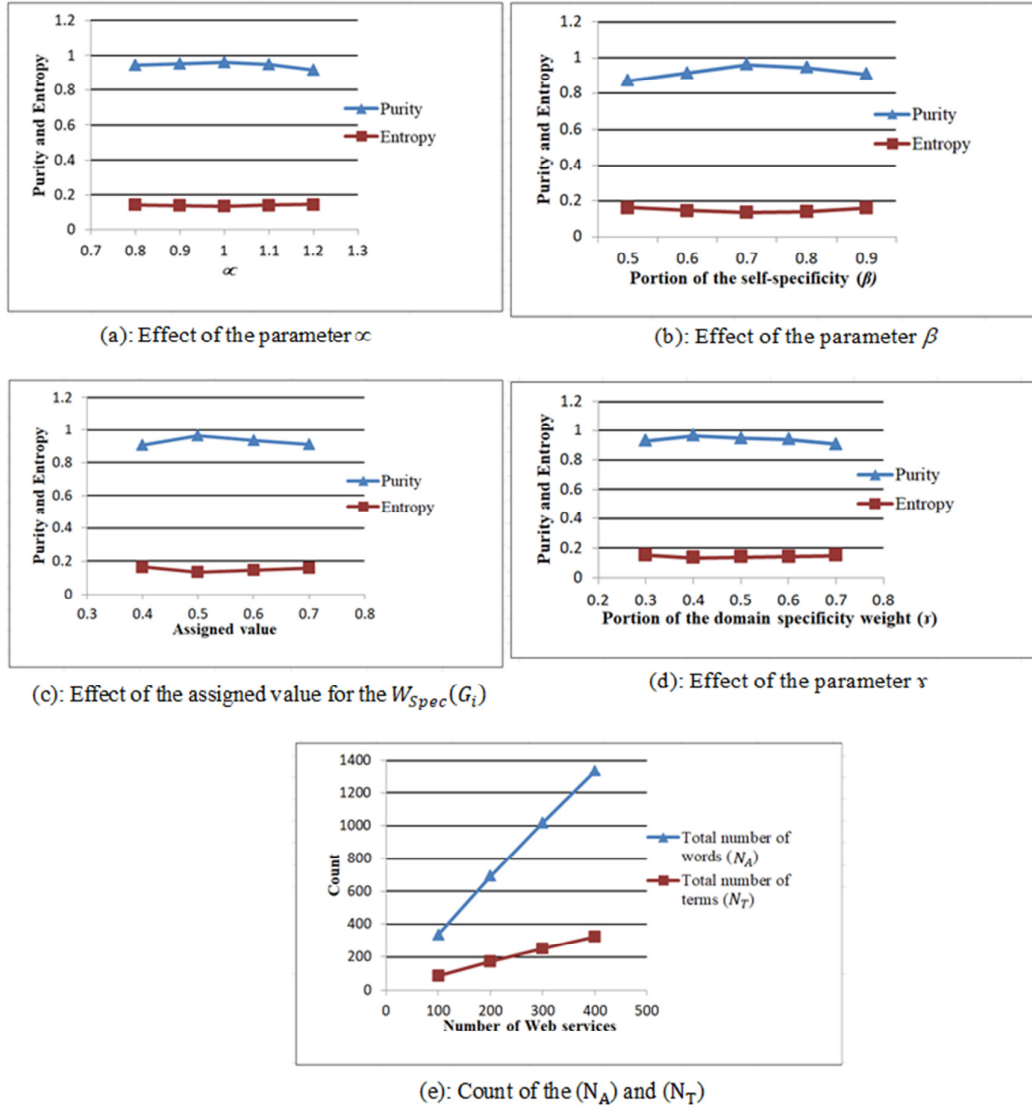 1.2
1
0.8
0.6
0.4
0.2
0
Purity and Entropy
0.7 0.8 0.9 1 1.1 1.2 1.3
∝
Purity
Entropy
(a): Effect of the parameter ∝
1.2
1
0.8
0.6
0.4
0.2
0
Purity and Entropy
0.5 0.6 0.7 0.8 0.9
Portion of the self-specificity (β)
Purity
Entropy
(b): Effect of the parameter β
1.2
1
0.8
0.6
0.4
0.2
0
Purity and Entropy
0.3 0.4 0.5 0.6 0.7 0.8
Assigned value
Purity
Entropy
(c): Effect of the assigned value for the W_Spec(G_i)
1.2
1
0.8
0.6
0.4
0.2
0
Purity and Entropy
0.2 0.3 0.4 0.5 0.6 0.7 0.8
Portion of the domain specificity weight (ɤ)
Purity
Entropy
(d): Effect of the parameter ɤ
1400
1200
1000
800
600
400
200
0
Count
0 100 200 300 400 500
Number of Web services
Total number of
words (N_A)
Total number of
terms (N_T)
(e): Count of the (N_A) and (N_T)